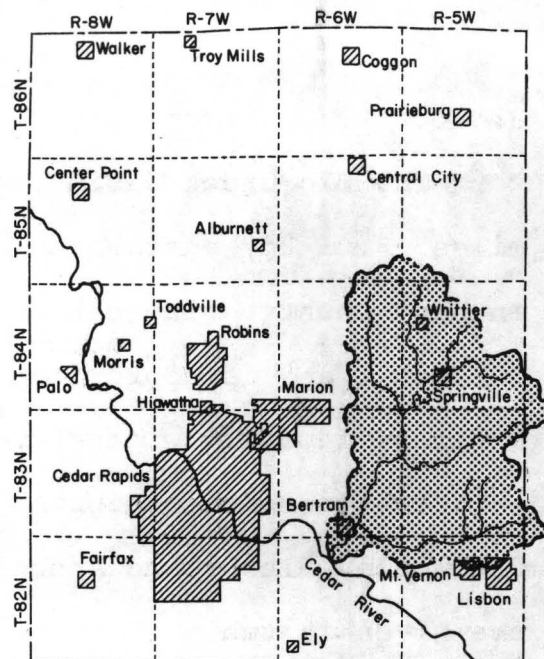 R-8W R-7W R-6W R-5W
T-86N
Walker
Troy Mills
Coggon
Prairieburg
T-85N
Center Point
Central City
Alburnett
T-84N
Toddville
Robins
Whittier
Morris
Palo
Marion
Springville
Hiawatha
T-83N
Cedar Rapids
Bertram
T-82N
Fairfax
Cedar River
Mt. Vernon
Lisbon
Ely